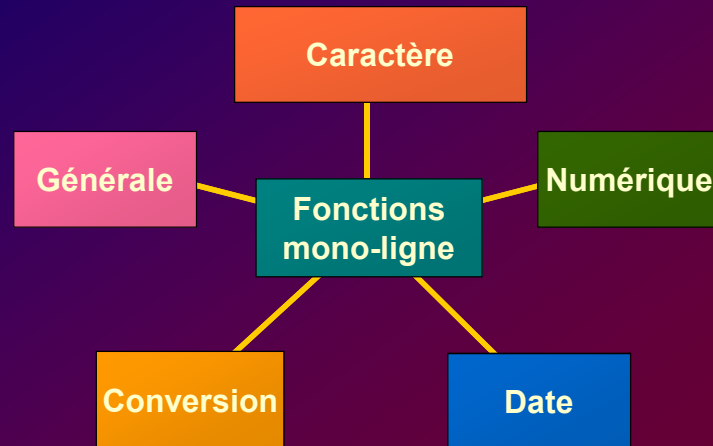 Caractère
Générale
Numérique
Fonctions
mono-ligne
Conversion
Date